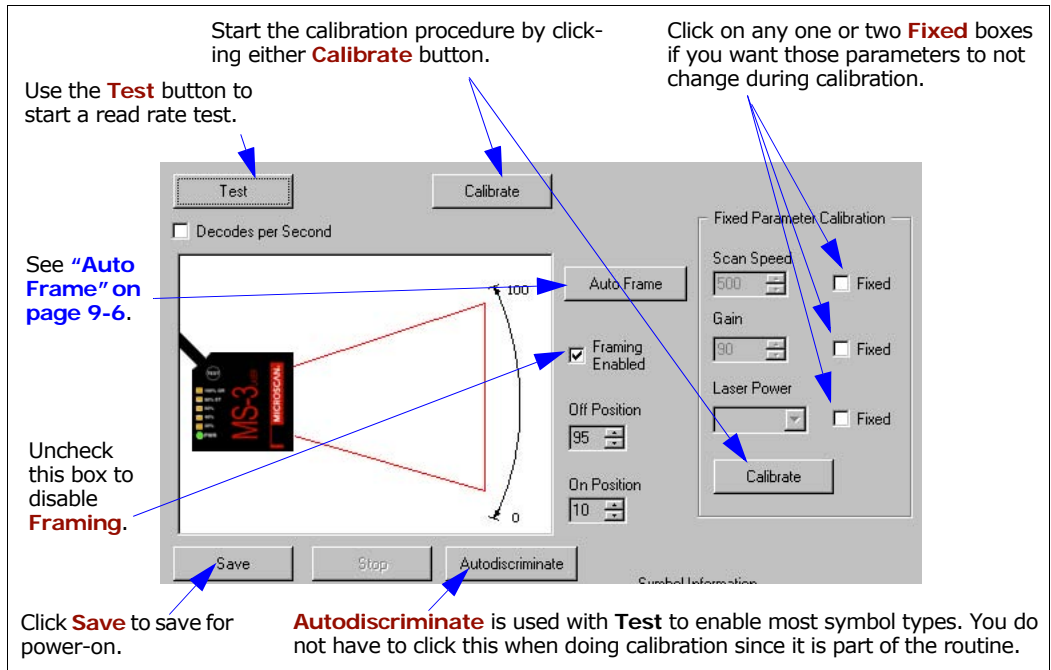 Start the calibration procedure by click-
ing either Calibrate button.
Click on any one or two Fixed boxes
if you want those parameters to not
change during calibration.
Use the Test button to
start a read rate test.
Test
Calibrate
Decodes per Second
Fixed Parameter Calibration
Scan Speed
500
Fixed
Gain
90
Fixed
Laser Power
Fixed
Calibrate
See "Auto
Frame" on
page 9-6.
Auto Frame
100
Framing
Enabled
Off Position
95
On Position
10
0
TEST
MS-3
MICROSCAN.
Uncheck
this box to
disable
Framing.
Save
Stop
Autodiscriminate
Symbol Information
Click Save to save for
power-on.
Autodiscriminate is used with Test to enable most symbol types. You do
not have to click this when doing calibration since it is part of the routine.